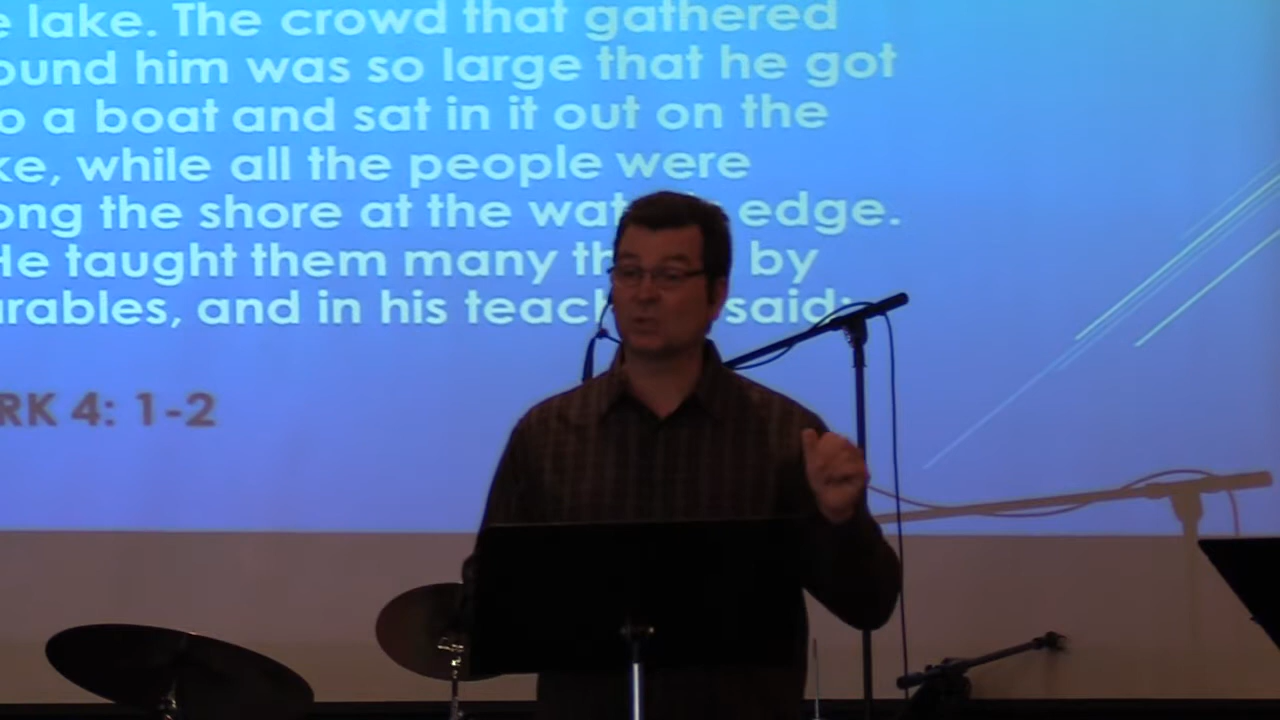 e lake. The crowd that gathered
ound him was so large that he got
o a boat and sat in it out on the
ke, while all the people were
ong the shore at the wat edge.
He taught them many th by
rables, and in his teach said:
RK 4: 1-2